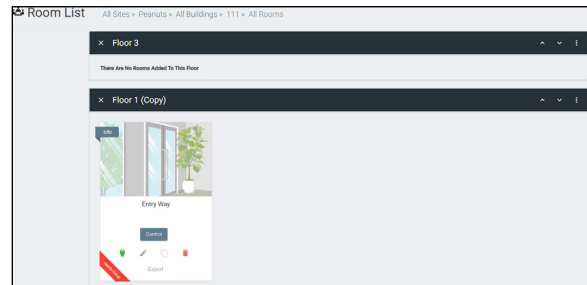 Room List All Sites » Peanuts » All Buildings » 111 » All Rooms
Floor 3
There Are No Rooms Added To This Floor
Floor 1 (Copy)
Idle
Entry Way
Control
Export